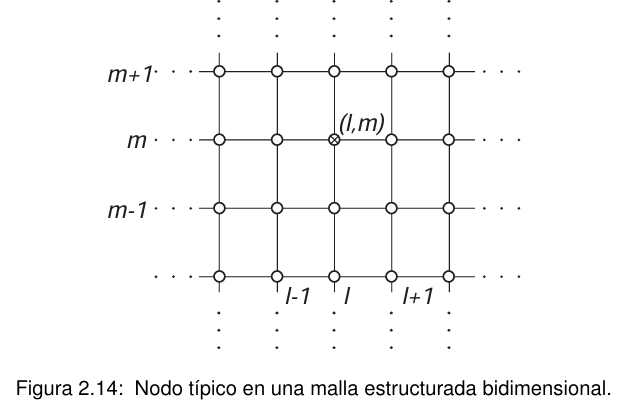 m+1
(l,m)
m
m-1
l-1 l l+1
Figura 2.14: Nodo típico en una malla estructurada bidimensional.